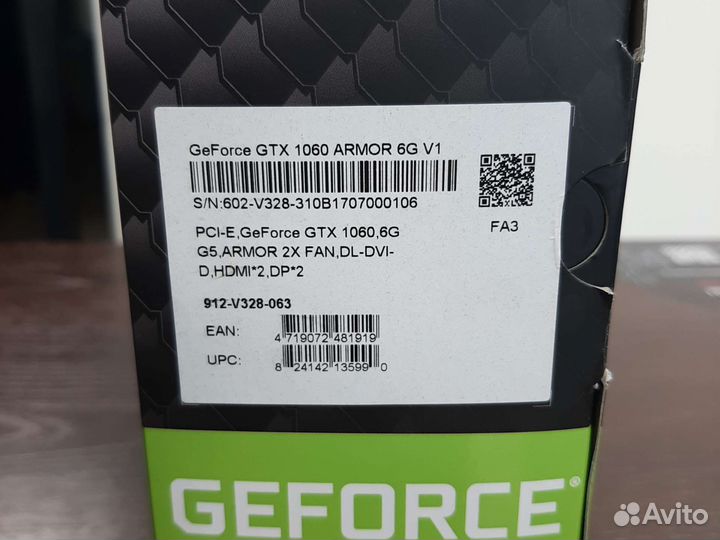 GeForce GTX 1060 ARMOR 6G V1
S/N:602-V328-310B1707000106
FA3
PCI-E,GeForce GTX 1060,6G
G5,ARMOR 2X FAN,DL-DVI-
D,HDMI*2,DP*2
912-V328-063
EAN:
4 719072 481919
UPC:
8 24142 13599 0
GEFORCE®
Avito